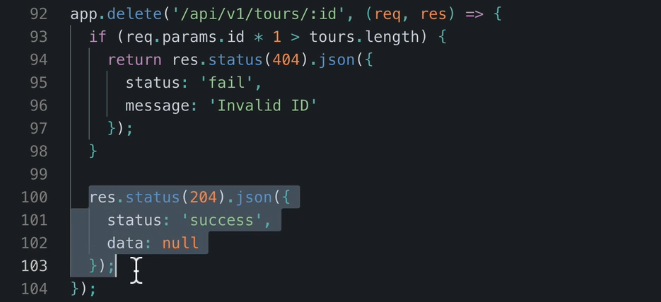 92 app.delete('/api/v1/tours/:id', (req, res) => {
93 if (req.params.id * 1 > tours.length) {
94 return res.status(404).json({
95 status: 'fail',
96 message: 'Invalid ID'
97 });
98 }
99
100 res.status(204).json({
101 status: 'success',
102 data: null
103 });
104 });